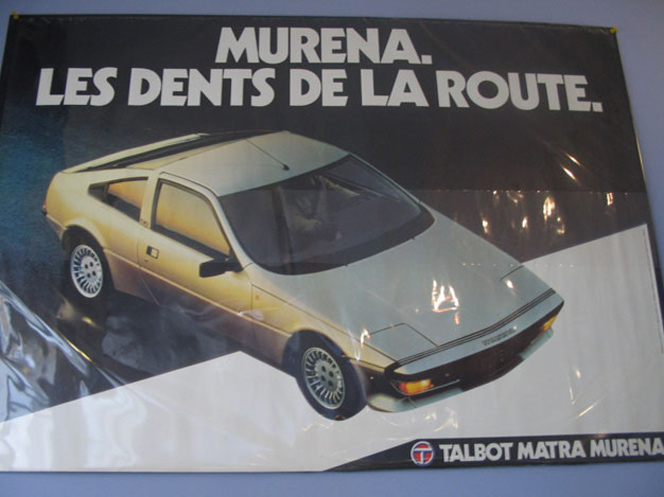 MURENA.
LES DENTS DE LA ROUTE.
TALBOT MATRA MURENA